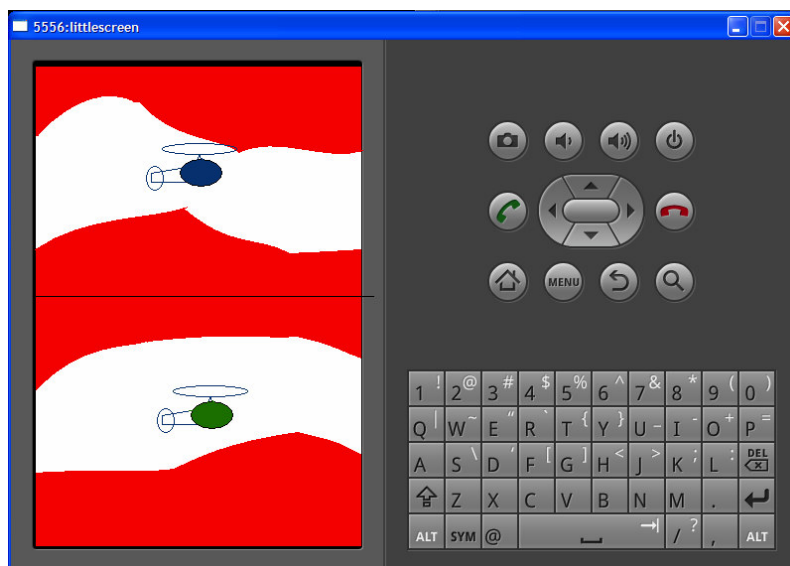 5556:littlescreen
MENU
1 ! 2 @ 3 # 4 $ 5 % 6 ^ 7 & 8 * 9 ( 0 )
Q | W ~ E " R ` T { Y } U _ I - O + P =
A S \ D ' F [ G ] H < J > K ; L : DEL
Z X C V B N M .
ALT SYM @ / ? , ALT